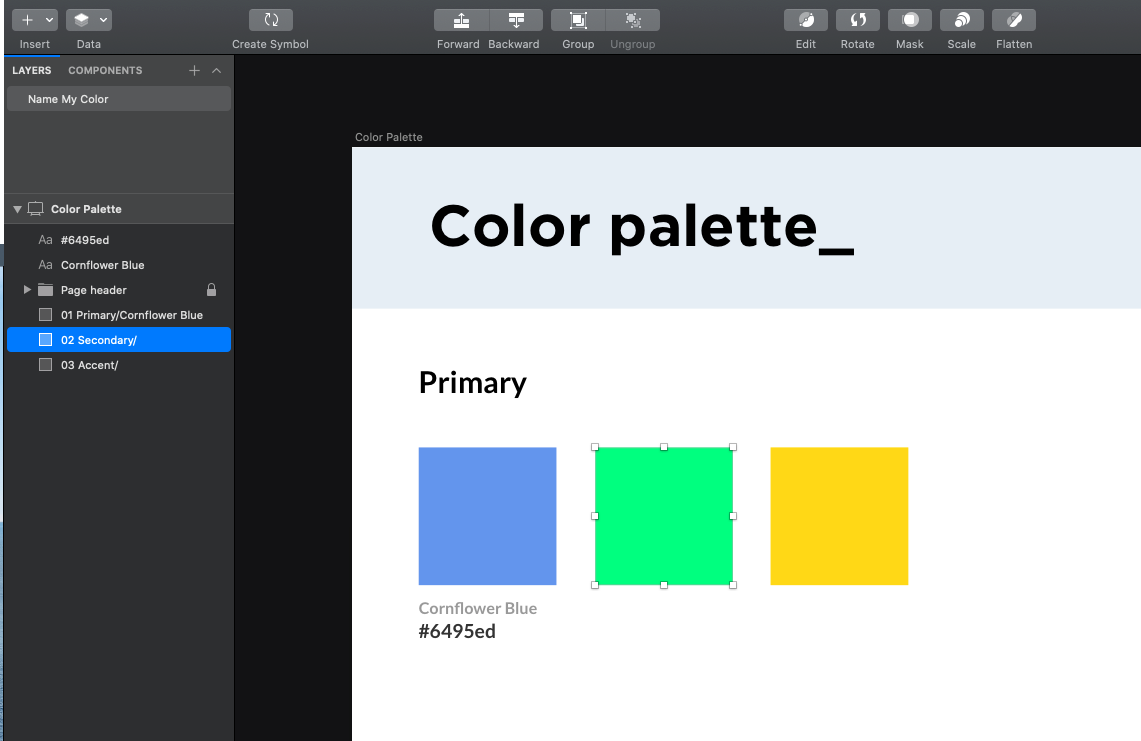 Insert
Data
Create Symbol
Forward
Backward
Group
Ungroup
Edit
Rotate
Mask
Scale
Flatten
LAYERS
COMPONENTS
Name My Color
Color Palette
Aa #6495ed
Aa Cornflower Blue
Page header
01 Primary/Cornflower Blue
02 Secondary/
03 Accent/
Color Palette
Color palette_
Primary
Cornflower Blue
#6495ed